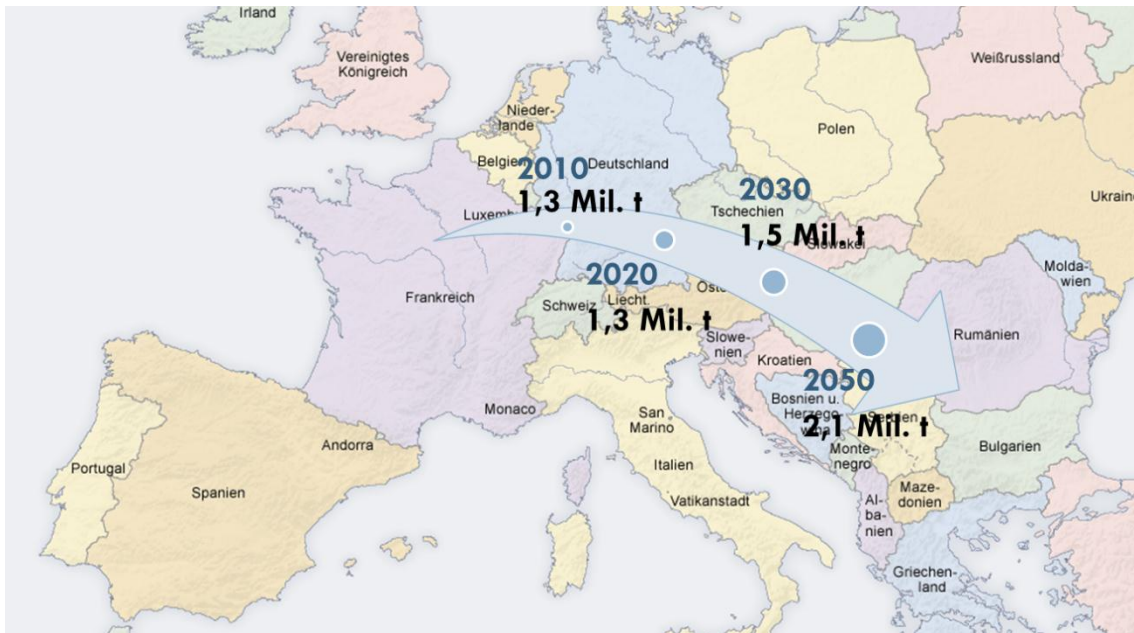 Irland
Vereinigtes
Königreich
Weißrussland
Nieder-
lande
Polen
Belgien
Deutschland
2010
1,3 Mil. t
2030
Tschechien
1,5 Mil. t
Ukraine
Slowakei
Molda-
wien
2020
1,3 Mil. t
Schweiz
Liecht.
Frankreich
Rumänien
Slowe-
nien
Kroatien
2050
2,1 Mil. t
Bosnien u.
Herzego-
wina
Serbien
Monte-
negro
Bulgarien
Monaco
San
Marino
Andorra
Italien
Portugal
Spanien
Vatikanstadt
Al-
ba-
nien
Maze-
donien
Griechen-
land